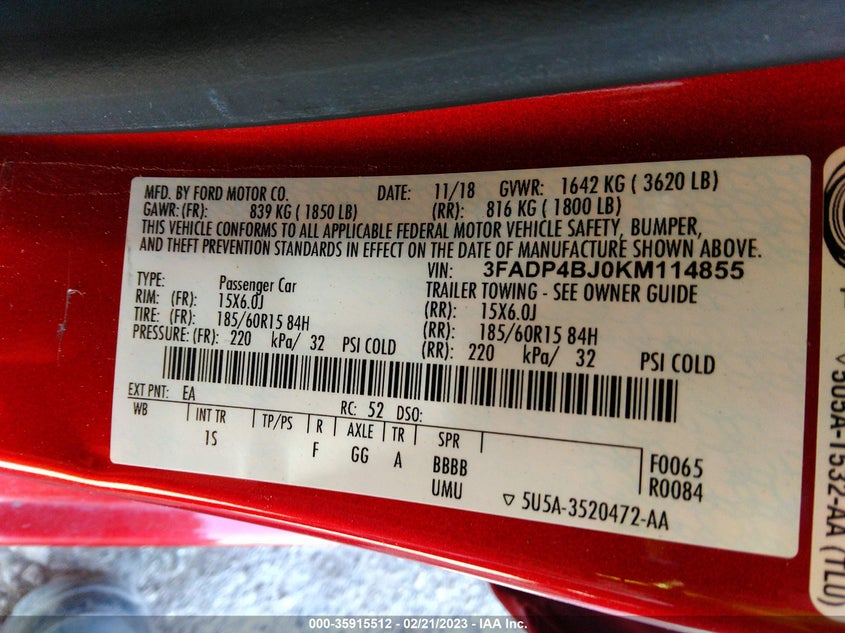 MFD. BY FORD MOTOR CO. DATE: 11/18 GVWR: 1642 KG ( 3620 LB)
GAWR:(FR): 839 KG ( 1850 LB) (RR): 816 KG ( 1800 LB)
THIS VEHICLE CONFORMS TO ALL APPLICABLE FEDERAL MOTOR VEHICLE SAFETY, BUMPER,
AND THEFT PREVENTION STANDARDS IN EFFECT ON THE DATE OF MANUFACTURE SHOWN ABOVE.
VIN: 3FADP4BJ0KM114855
TYPE: Passenger Car TRAILER TOWING - SEE OWNER GUIDE
RIM: (FR): 15X6.0J (RR): 15X6.0J
TIRE: (FR): 185/60R15 84H (RR): 185/60R15 84H
PRESSURE:(FR): 220 kPa/ 32 PSI COLD (RR): 220 kPa/ 32 PSI COLD
EXT PNT: EA RC: 52 DSO:
WB INT TR TP/PS R AXLE TR SPR
1S F GG A BBBB F0065
UMU R0084
▽ 5U5A-3520472-AA
▽5U5A-1532-AA (TL0)
000-35915512 - 02/21/2023 - IAA Inc.